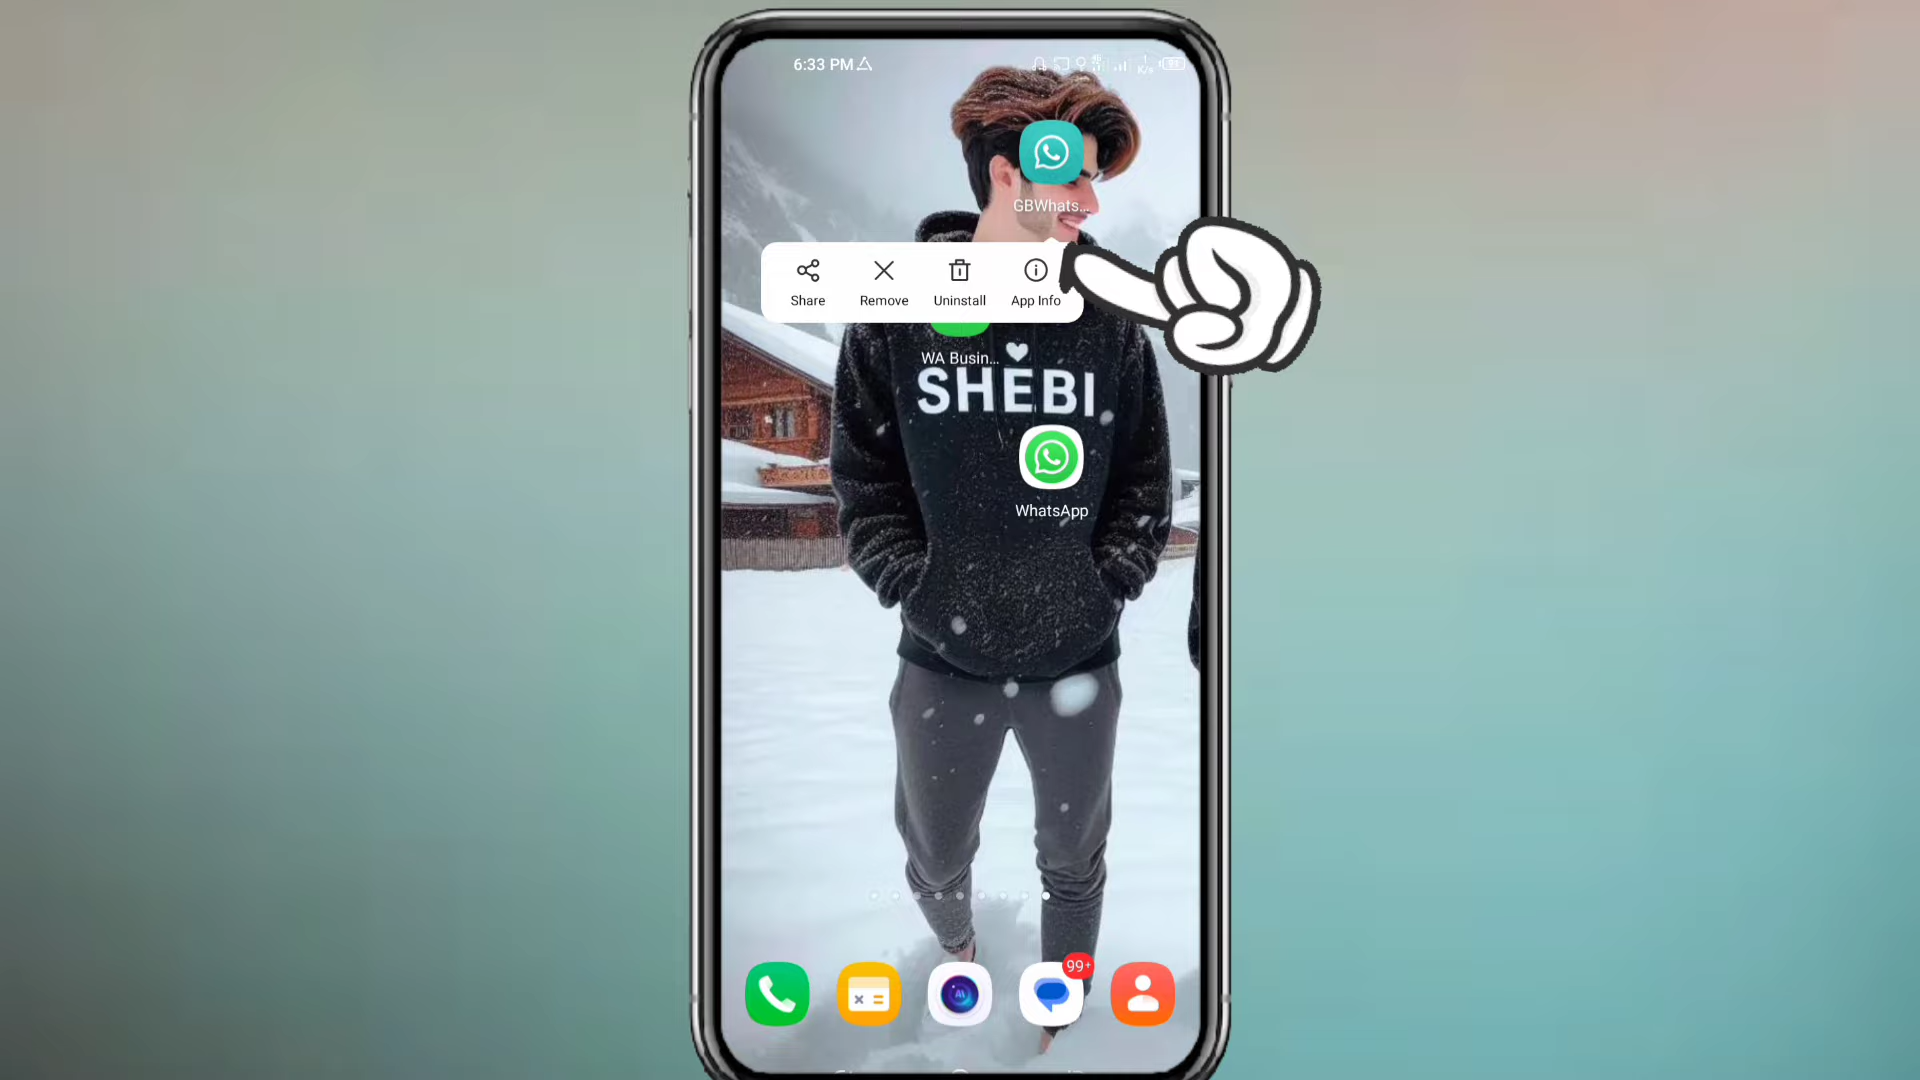 6:33 PM
K/s
GBWhats...
Share
Remove
Uninstall
App Info
WA Busin...
SHEBI
WhatsApp
99+